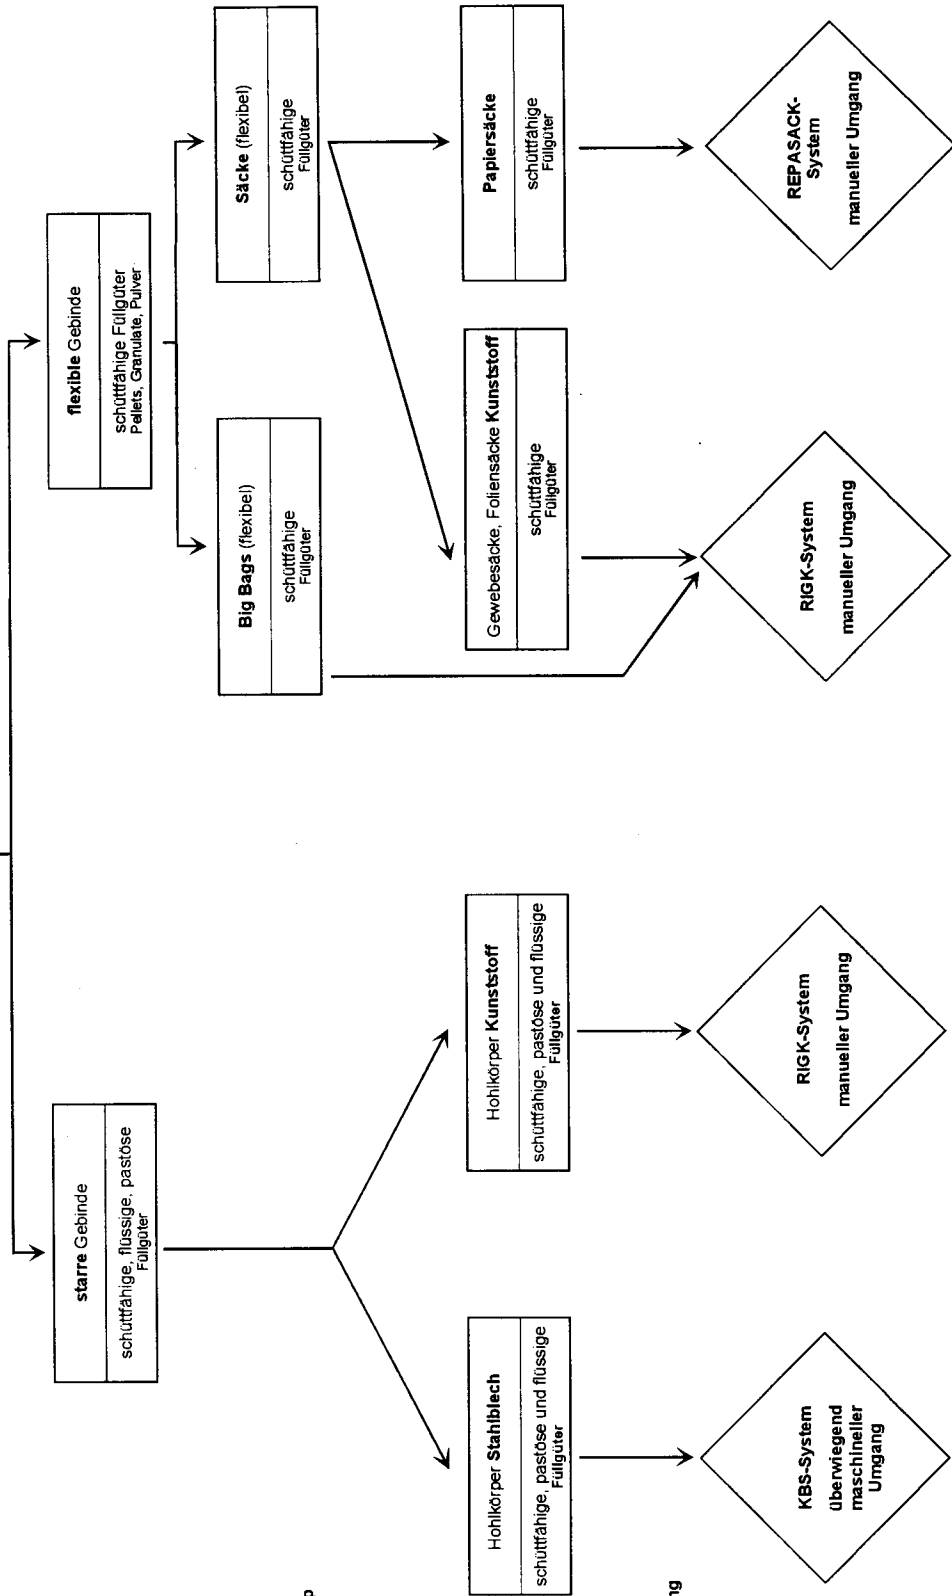 starre Gebinde
schüttfähige, flüssige, pastöse
Füllgüter
flexible Gebinde
schüttfähige Füllgüter
Pellets, Granulate, Pulver
Big Bags (flexibel)
schüttfähige
Füllgüter
Säcke (flexibel)
schüttfähige
Füllgüter
Hohlkörper Stahlblech
schüttfähige, pastöse und flüssige
Füllgüter
Hohlkörper Kunststoff
schüttfähige, pastöse und flüssige
Füllgüter
Gewebesäcke, Foliensäcke Kunststoff
schüttfähige
Füllgüter
Papiersäcke
schüttfähige
Füllgüter
KBS-System
überwiegend
maschineller
Umgang
RIGK-System
manueller Umgang
RIGK-System
manueller Umgang
REPASACK-
System
manueller Umgang